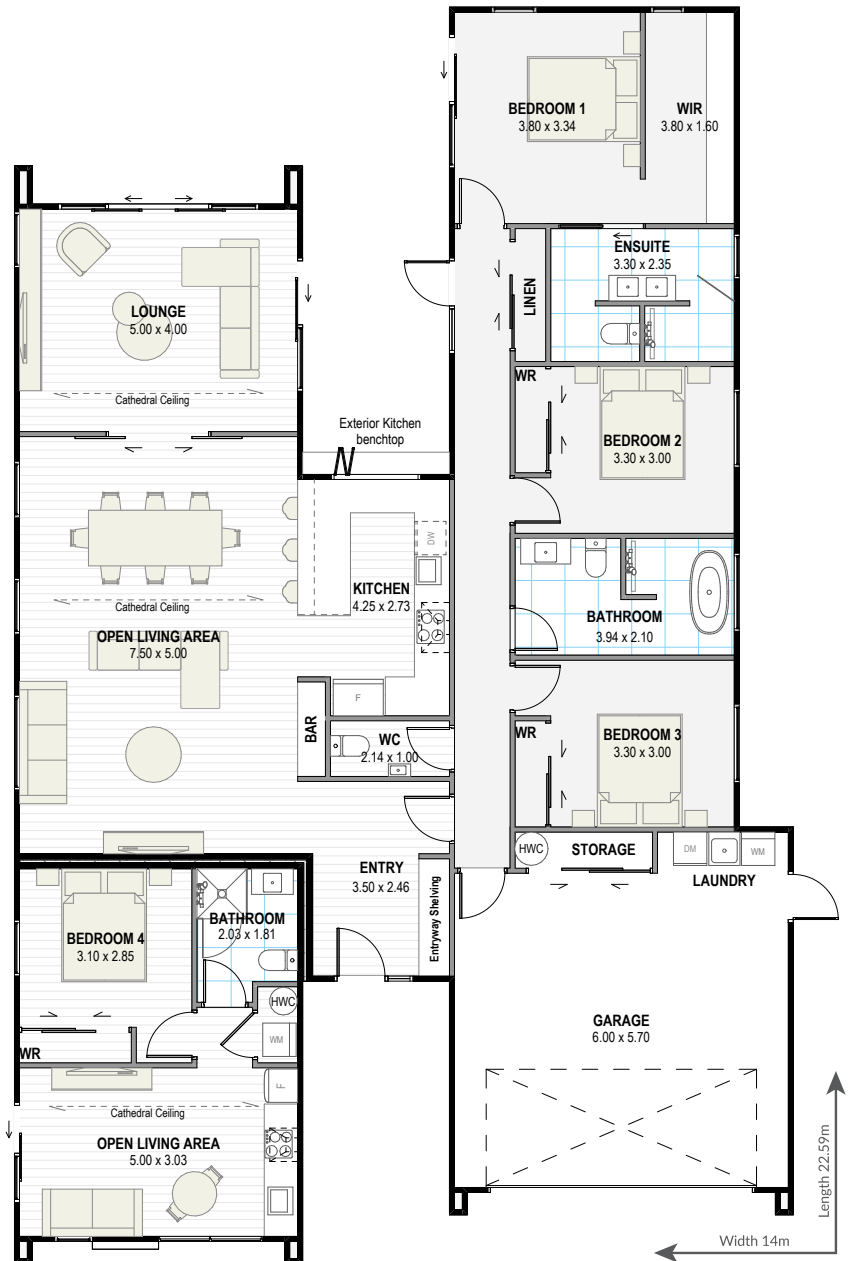 BEDROOM 1
3.80 x 3.34
WIR
3.80 x 1.60
ENSUITE
3.30 x 2.35
LINEN
LOUNGE
5.00 x 4.00
Cathedral Ceiling
Exterior Kitchen
benchtop
WR
BEDROOM 2
3.30 x 3.00
DW
KITCHEN
4.25 x 2.73
Cathedral Ceiling
OPEN LIVING AREA
7.50 x 5.00
BATHROOM
3.94 x 2.10
F
BAR
WC
2.14 x 1.00
WR
BEDROOM 3
3.30 x 3.00
HWC
STORAGE
DM
WM
LAUNDRY
ENTRY
3.50 x 2.46
Entryway Shelving
BEDROOM 4
3.10 x 2.85
BATHROOM
2.03 x 1.81
HWC
WM
WR
GARAGE
6.00 x 5.70
F
Cathedral Ceiling
OPEN LIVING AREA
5.00 x 3.03
Length 22.59m
Width 14m